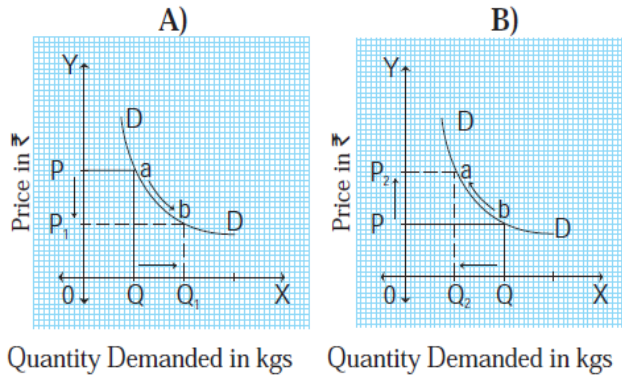 A)
Y
D
Price in ₹
P
a
P₁
b
D
0
Q
Q₁
X
Quantity Demanded in kgs
B)
Y
D
Price in ₹
P₂
a
P
b
D
0
Q₂
Q
X
Quantity Demanded in kgs